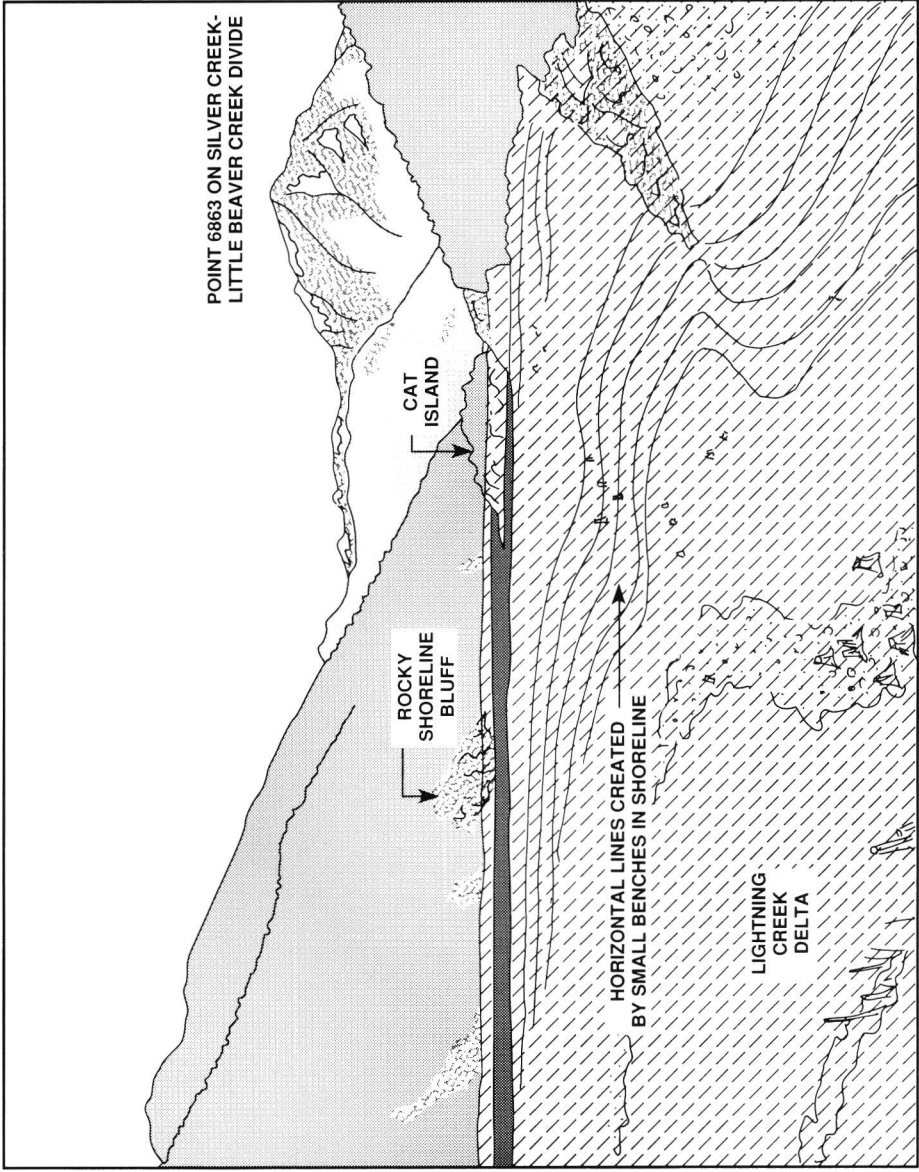 POINT 6863 ON SILVER CREEK-
LITTLE BEAVER CREEK DIVIDE
CAT
ISLAND
ROCKY
SHORELINE
BLUFF
HORIZONTAL LINES CREATED
BY SMALL BENCHES IN SHORELINE
LIGHTNING
CREEK
DELTA